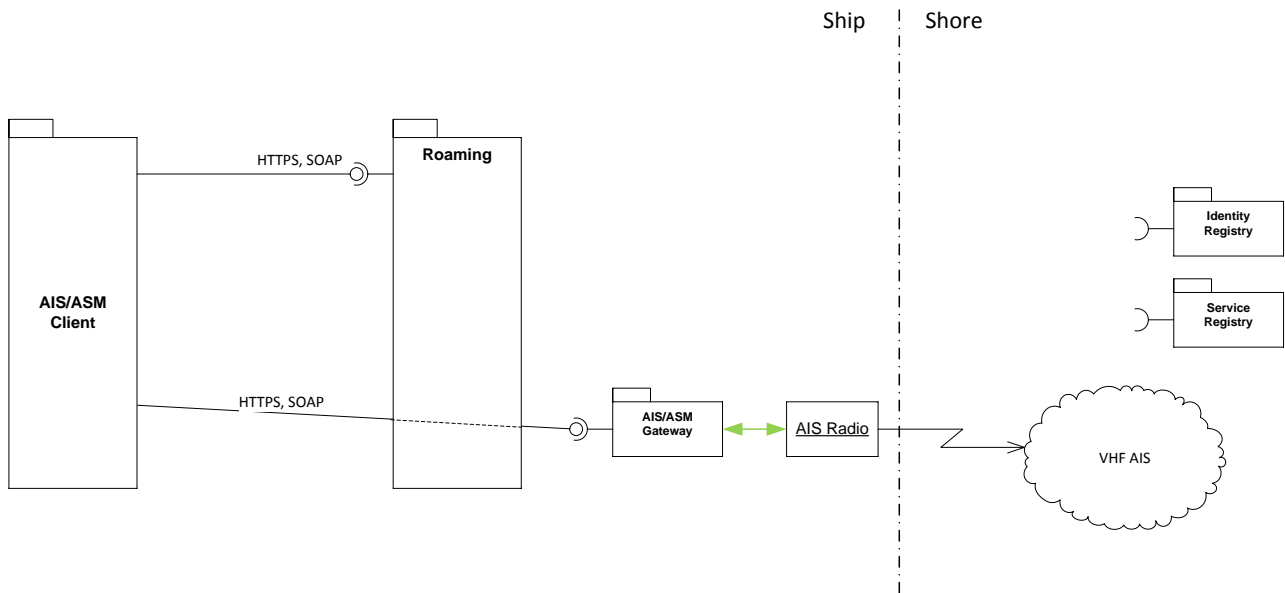 Ship
Shore
HTTPS, SOAP
Roaming
Identity
Registry
AIS/ASM
Client
Service
Registry
HTTPS, SOAP
AIS/ASM
Gateway
AIS Radio
VHF AIS